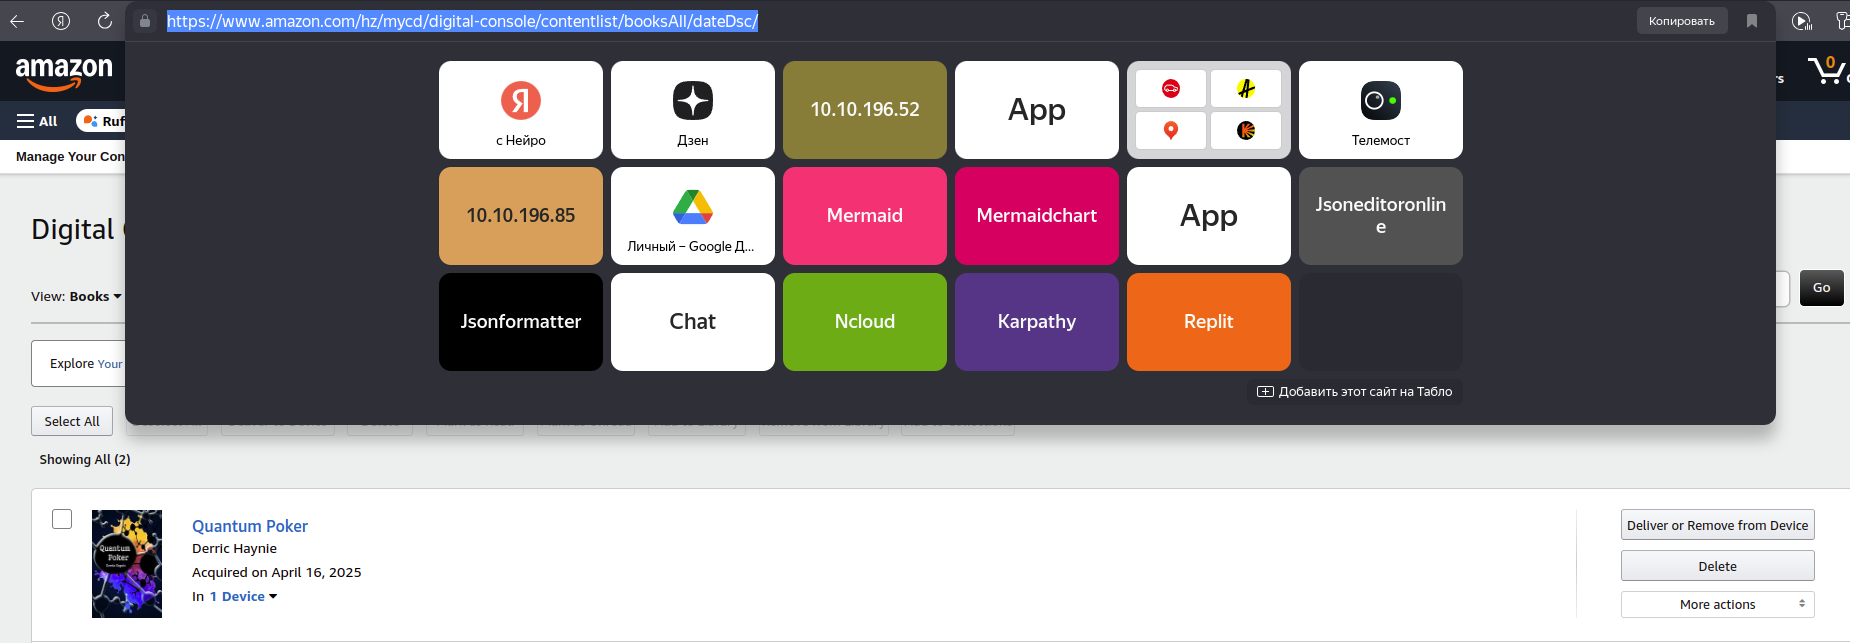 https://www.amazon.com/hz/mycd/digital-console/contentlist/booksAll/dateDsc/
Копировать
amazon
0
All
Ruf
Manage Your Con
Я
с Нейро
Дзен
10.10.196.52
App
Телемост
10.10.196.85
Личный – Google Д...
Mermaid
Mermaidchart
App
Jsoneditoronlin
e
Jsonformatter
Chat
Ncloud
Karpathy
Replit
Добавить этот сайт на Табло
Digital
View: Books
Go
Explore Your
Select All
Showing All (2)
Quantum Poker
Quantum
Poker
Derric Haynie
Acquired on April 16, 2025
In 1 Device
Deliver or Remove from Device
Delete
More actions